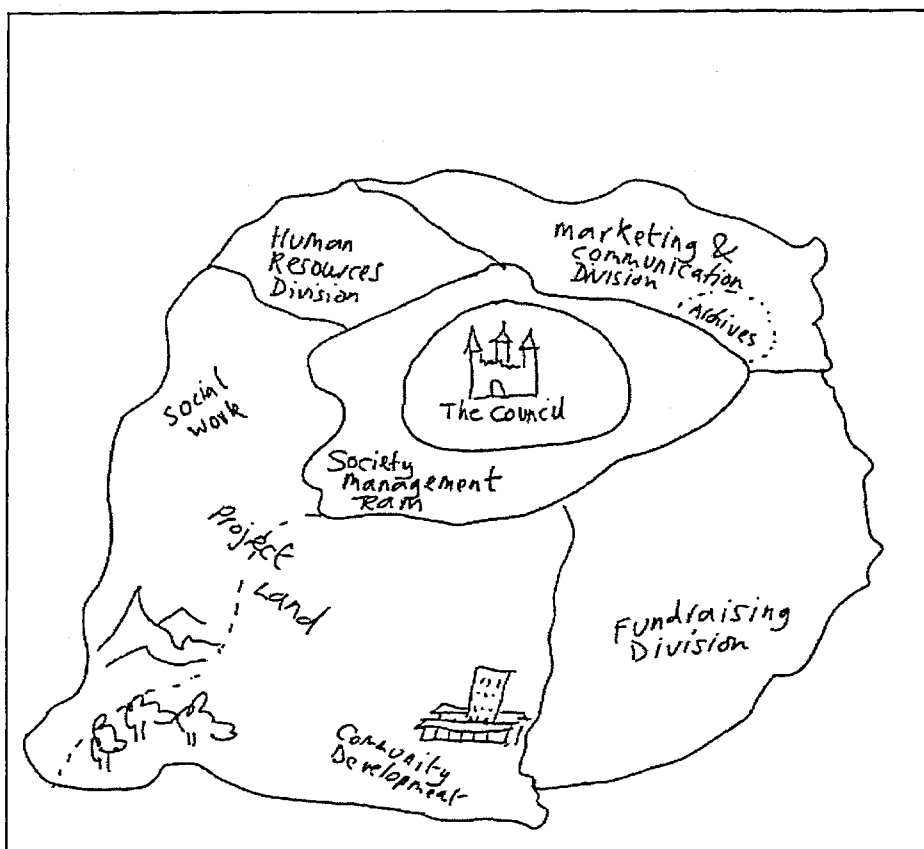 Human
Resources
Division
marketing &
communication
Division
Archives
The Council
Social
work
Society
management
Team
Project
Land
Fundraising
Division
Community
Development